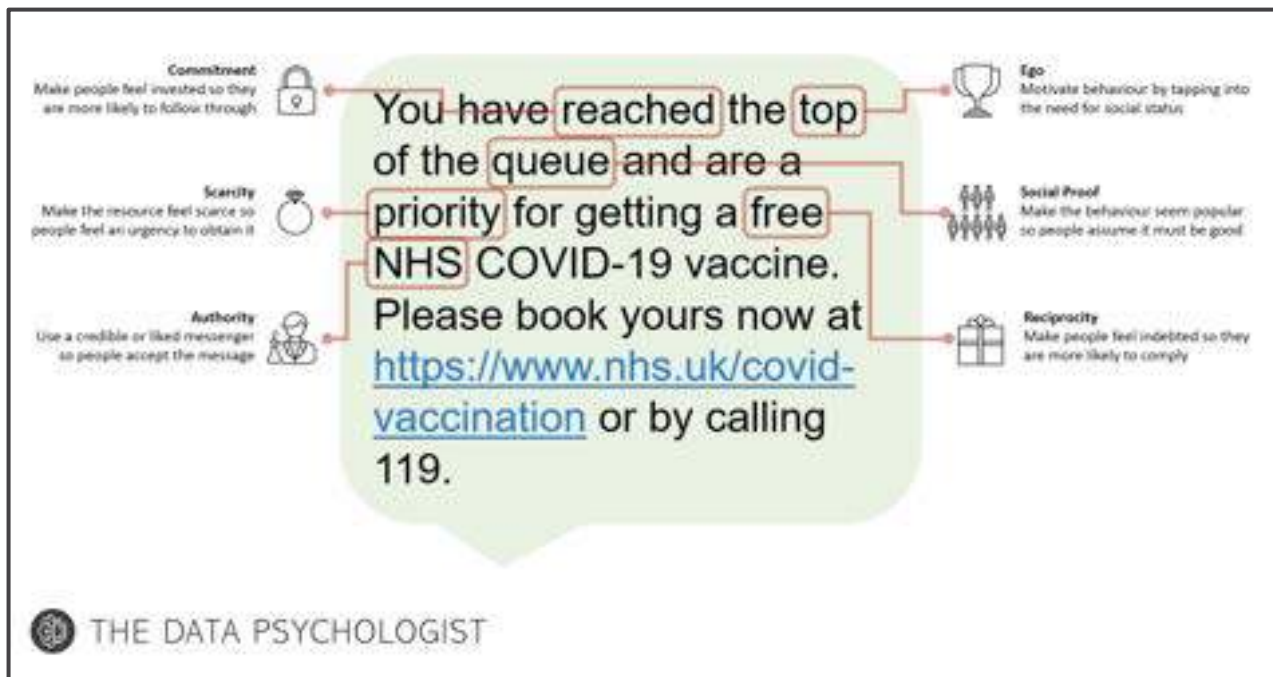 Commitment
Make people feel invested so they
are more likely to follow through
Scarcity
Make the resource feel scarce so
people feel an urgency to obtain it
Authority
Use a credible or liked messenger
so people accept the message
You have reached the top
of the queue and are a
priority for getting a free
NHS COVID-19 vaccine.
Please book yours now at
https://www.nhs.uk/covid-
vaccination or by calling
119.
Ego
Motivate behaviour by tapping into
the need for social status
Social Proof
Make the behaviour seem popular
so people assume it must be good
Reciprocity
Make people feel indebted so they
are more likely to comply
THE DATA PSYCHOLOGIST